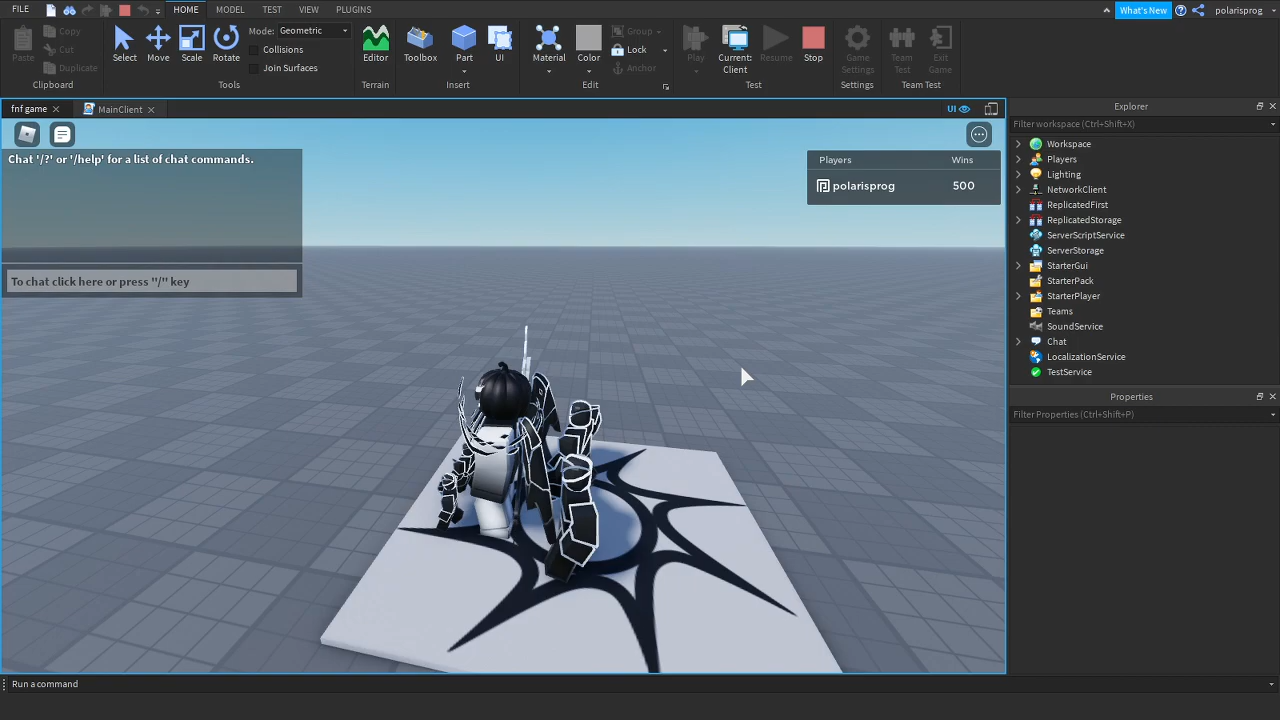 FILE
HOME
MODEL
TEST
VIEW
PLUGINS
What's New
polarisprog
Paste
Copy
Cut
Duplicate
Clipboard
Select
Move
Scale
Rotate
Mode: Geometric
Collisions
Join Surfaces
Tools
Editor
Terrain
Toolbox
Part
UI
Insert
Material
Color
Group
Lock
Anchor
Edit
Play
Current:
Client
Resume
Stop
Test
Game
Settings
Settings
Team
Test
Exit
Game
Team Test
fnf game
MainClient
UI
Chat '/?' or '/help' for a list of chat commands.
To chat click here or press "/" key
Players Wins
polarisprog 500
Explorer
Filter workspace (Ctrl+Shift+X)
Workspace
Players
Lighting
NetworkClient
ReplicatedFirst
ReplicatedStorage
ServerScriptService
ServerStorage
StarterGui
StarterPack
StarterPlayer
Teams
SoundService
Chat
LocalizationService
TestService
Properties
Filter Properties (Ctrl+Shift+P)
Run a command